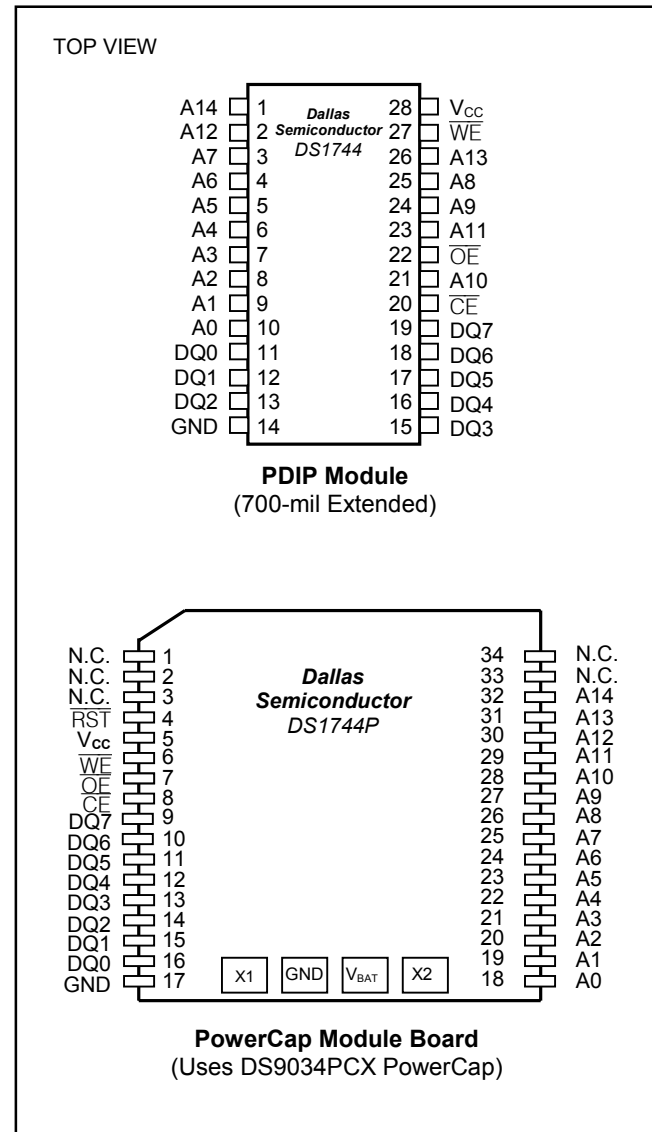 TOP VIEW
A14 1 Dallas 28 VCC
A12 2 Semiconductor 27 W̅E̅
A7 3 DS1744 26 A13
A6 4 25 A8
A5 5 24 A9
A4 6 23 A11
A3 7 22 O̅E̅
A2 8 21 A10
A1 9 20 C̅E̅
A0 10 19 DQ7
DQ0 11 18 DQ6
DQ1 12 17 DQ5
DQ2 13 16 DQ4
GND 14 15 DQ3
PDIP Module
(700-mil Extended)
N.C. 1 34 N.C.
N.C. 2 Dallas 33 N.C.
N.C. 3 Semiconductor 32 A14
R̅S̅T̅ 4 DS1744P 31 A13
VCC 5 30 A12
W̅E̅ 6 29 A11
O̅E̅ 7 28 A10
C̅E̅ 8 27 A9
DQ7 9 26 A8
DQ6 10 25 A7
DQ5 11 24 A6
DQ4 12 23 A5
DQ3 13 22 A4
DQ2 14 21 A3
DQ1 15 20 A2
DQ0 16 19 A1
GND 17 X1 GND VBAT X2 18 A0
PowerCap Module Board
(Uses DS9034PCX PowerCap)